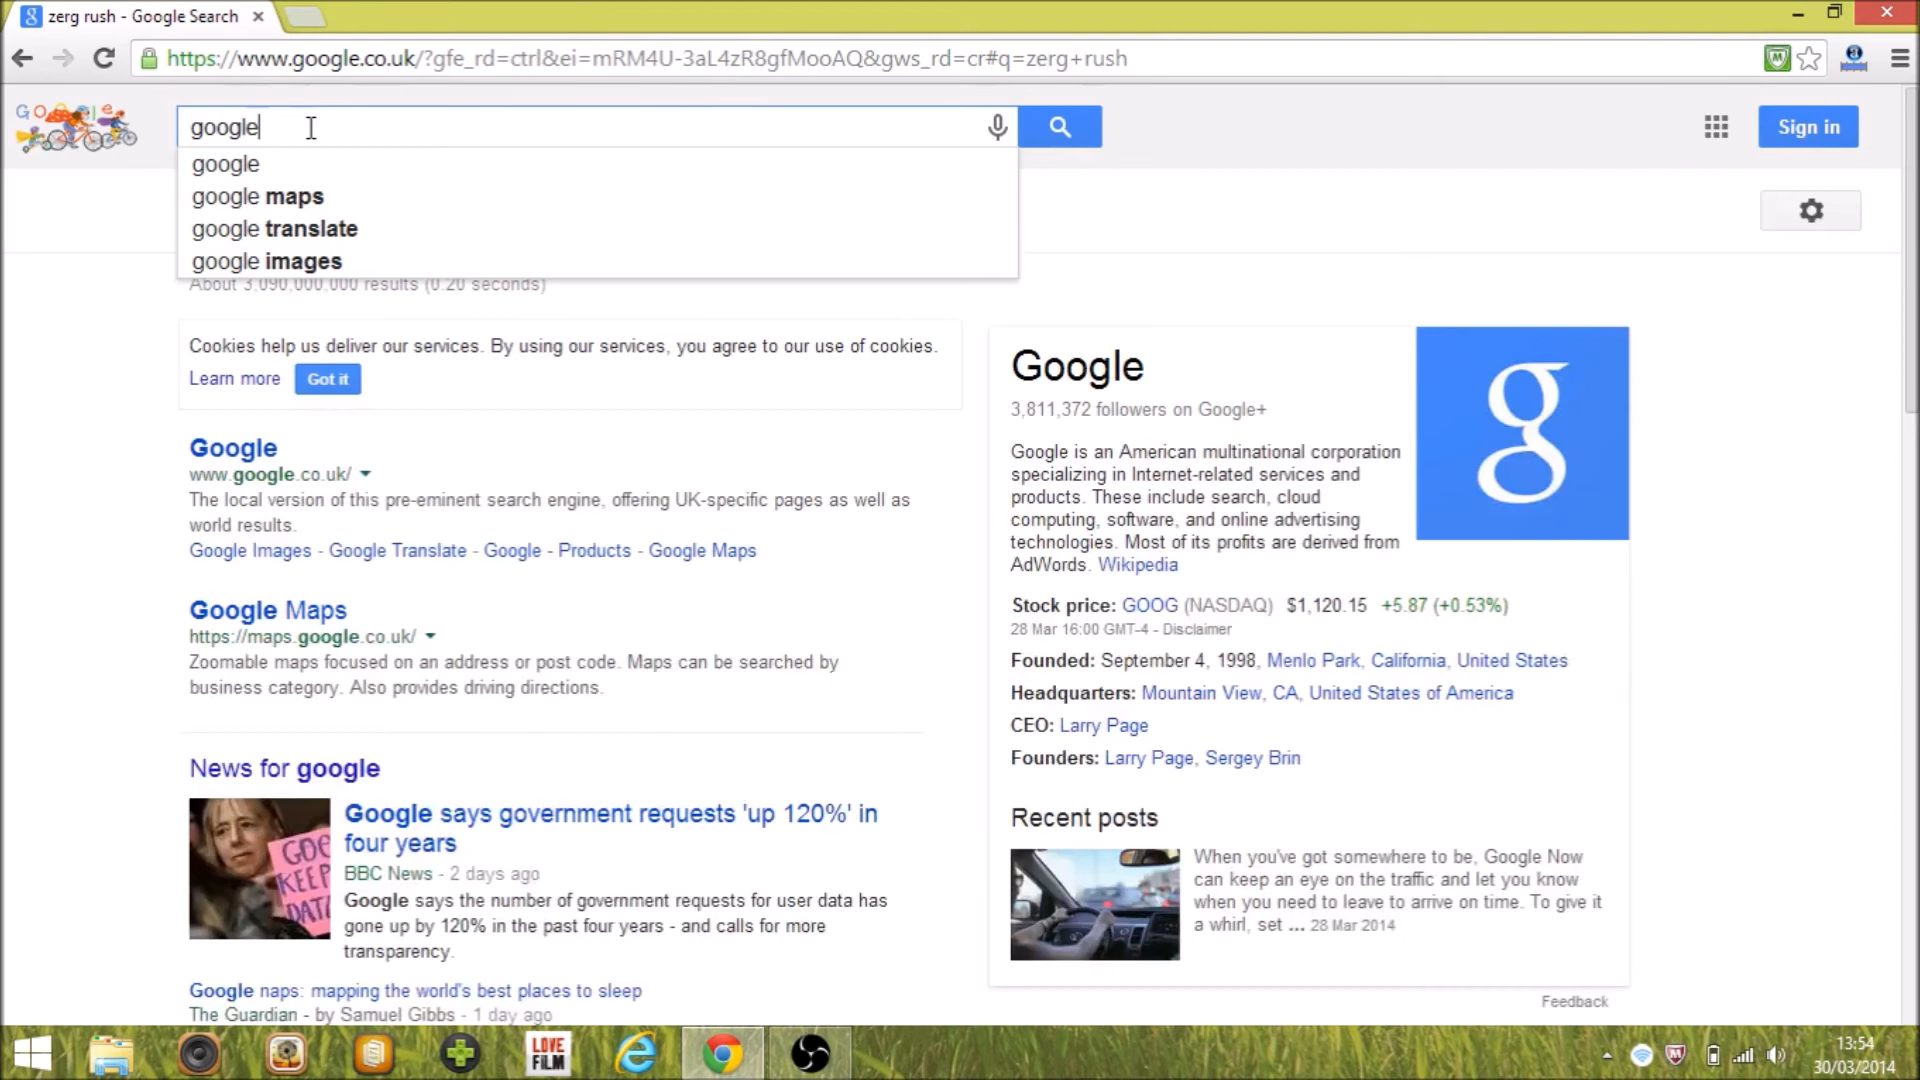 zerg rush - Google Search
https://www.google.co.uk/?gfe_rd=ctrl&ei=mRM4U-3aL4zR8gfMooAQ&gws_rd=cr#q=zerg+rush
google
Sign in
google
google maps
google translate
google images
About 3,090,000,000 results (0.20 seconds)
Cookies help us deliver our services. By using our services, you agree to our use of cookies.
Learn more Got it
Google
www.google.co.uk/
The local version of this pre-eminent search engine, offering UK-specific pages as well as
world results.
Google Images - Google Translate - Google - Products - Google Maps
Google Maps
https://maps.google.co.uk/
Zoomable maps focused on an address or post code. Maps can be searched by
business category. Also provides driving directions.
News for google
Google says government requests 'up 120%' in
four years
BBC News - 2 days ago
Google says the number of government requests for user data has
gone up by 120% in the past four years - and calls for more
transparency.
Google naps: mapping the world's best places to sleep
The Guardian - by Samuel Gibbs - 1 day ago
Google
3,811,372 followers on Google+
Google is an American multinational corporation
specializing in Internet-related services and
products. These include search, cloud
computing, software, and online advertising
technologies. Most of its profits are derived from
AdWords. Wikipedia
g
Stock price: GOOG (NASDAQ) $1,120.15 +5.87 (+0.53%)
28 Mar 16:00 GMT-4 - Disclaimer
Founded: September 4, 1998, Menlo Park, California, United States
Headquarters: Mountain View, CA, United States of America
CEO: Larry Page
Founders: Larry Page, Sergey Brin
Recent posts
When you've got somewhere to be, Google Now
can keep an eye on the traffic and let you know
when you need to leave to arrive on time. To give it
a whirl, set ... 28 Mar 2014
Feedback
LOVE
FILM
13:54
30/03/2014